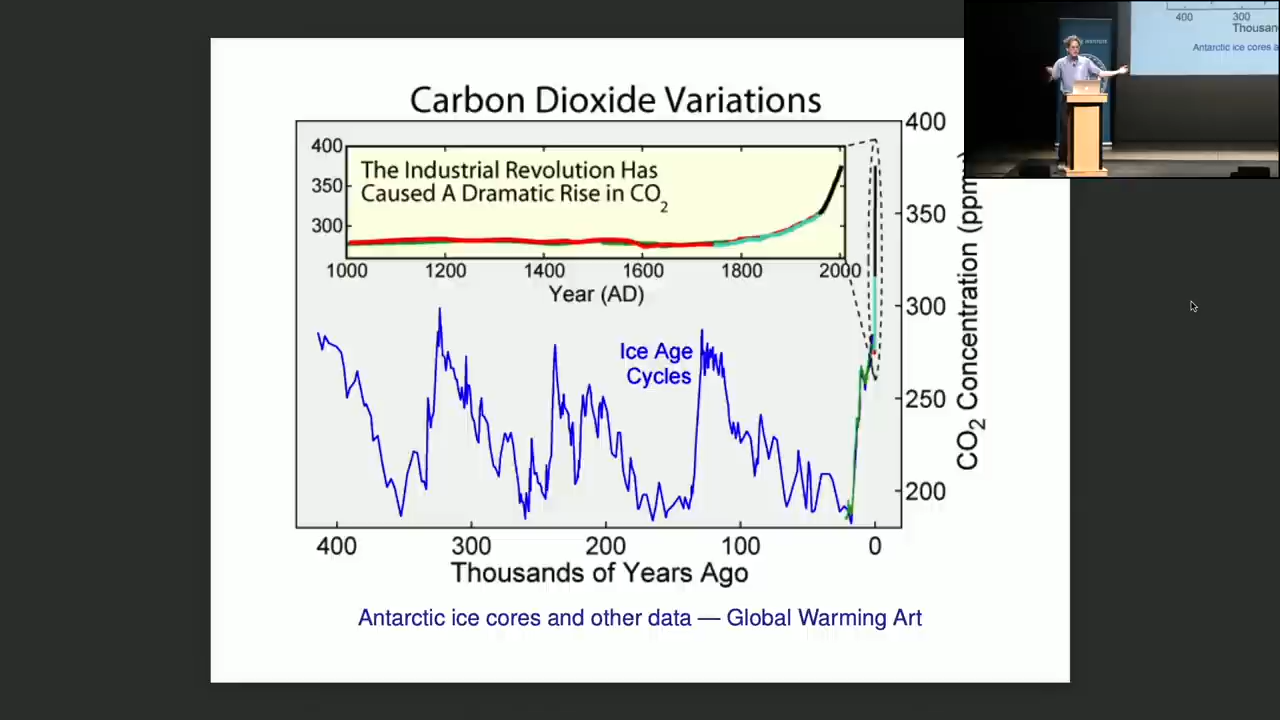 Carbon Dioxide Variations
The Industrial Revolution Has
Caused A Dramatic Rise in CO2
400
350
300
1000 1200 1400 1600 1800 2000
Year (AD)
Ice Age
Cycles
400
350
300
250
200
CO2 Concentration (ppm
400 300 200 100 0
Thousands of Years Ago
Antarctic ice cores and other data — Global Warming Art
INSTITUTE
400 300
Thousan
Antarctic ice cores a